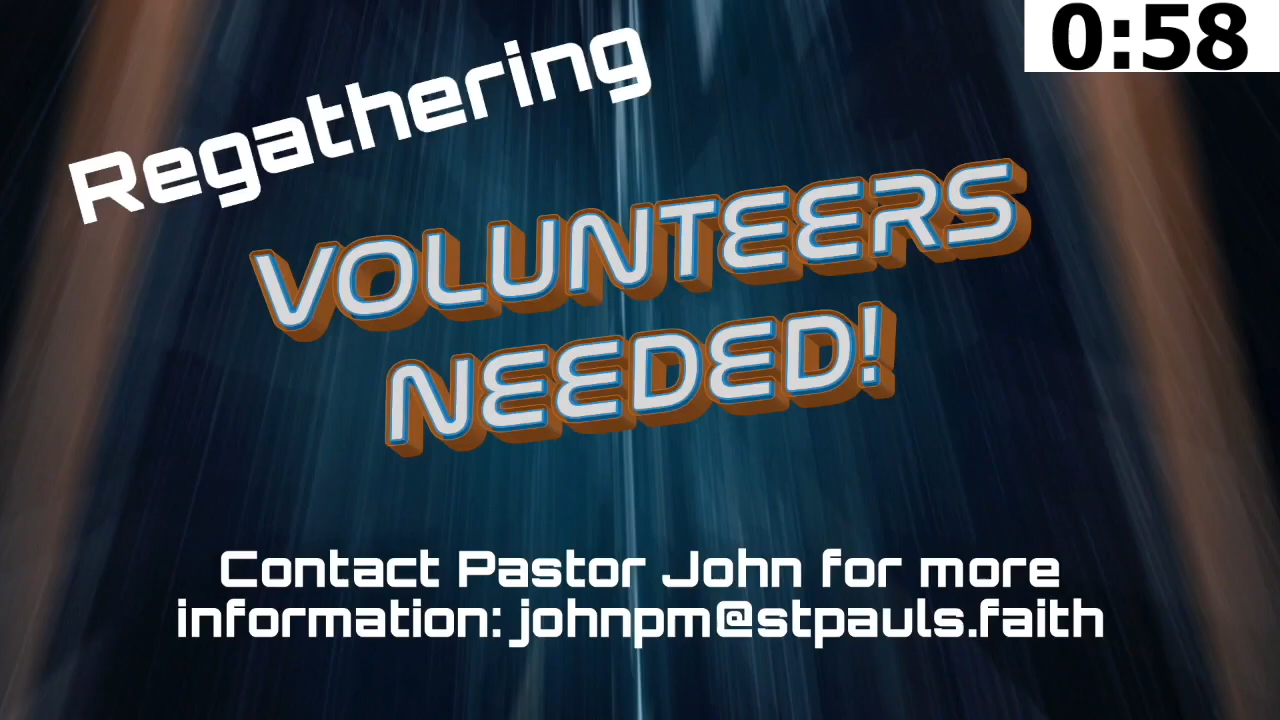 0:58
Regathering
VOLUNTEERS
NEEDED!
Contact Pastor John for more
information: johnpm@stpauls.faith